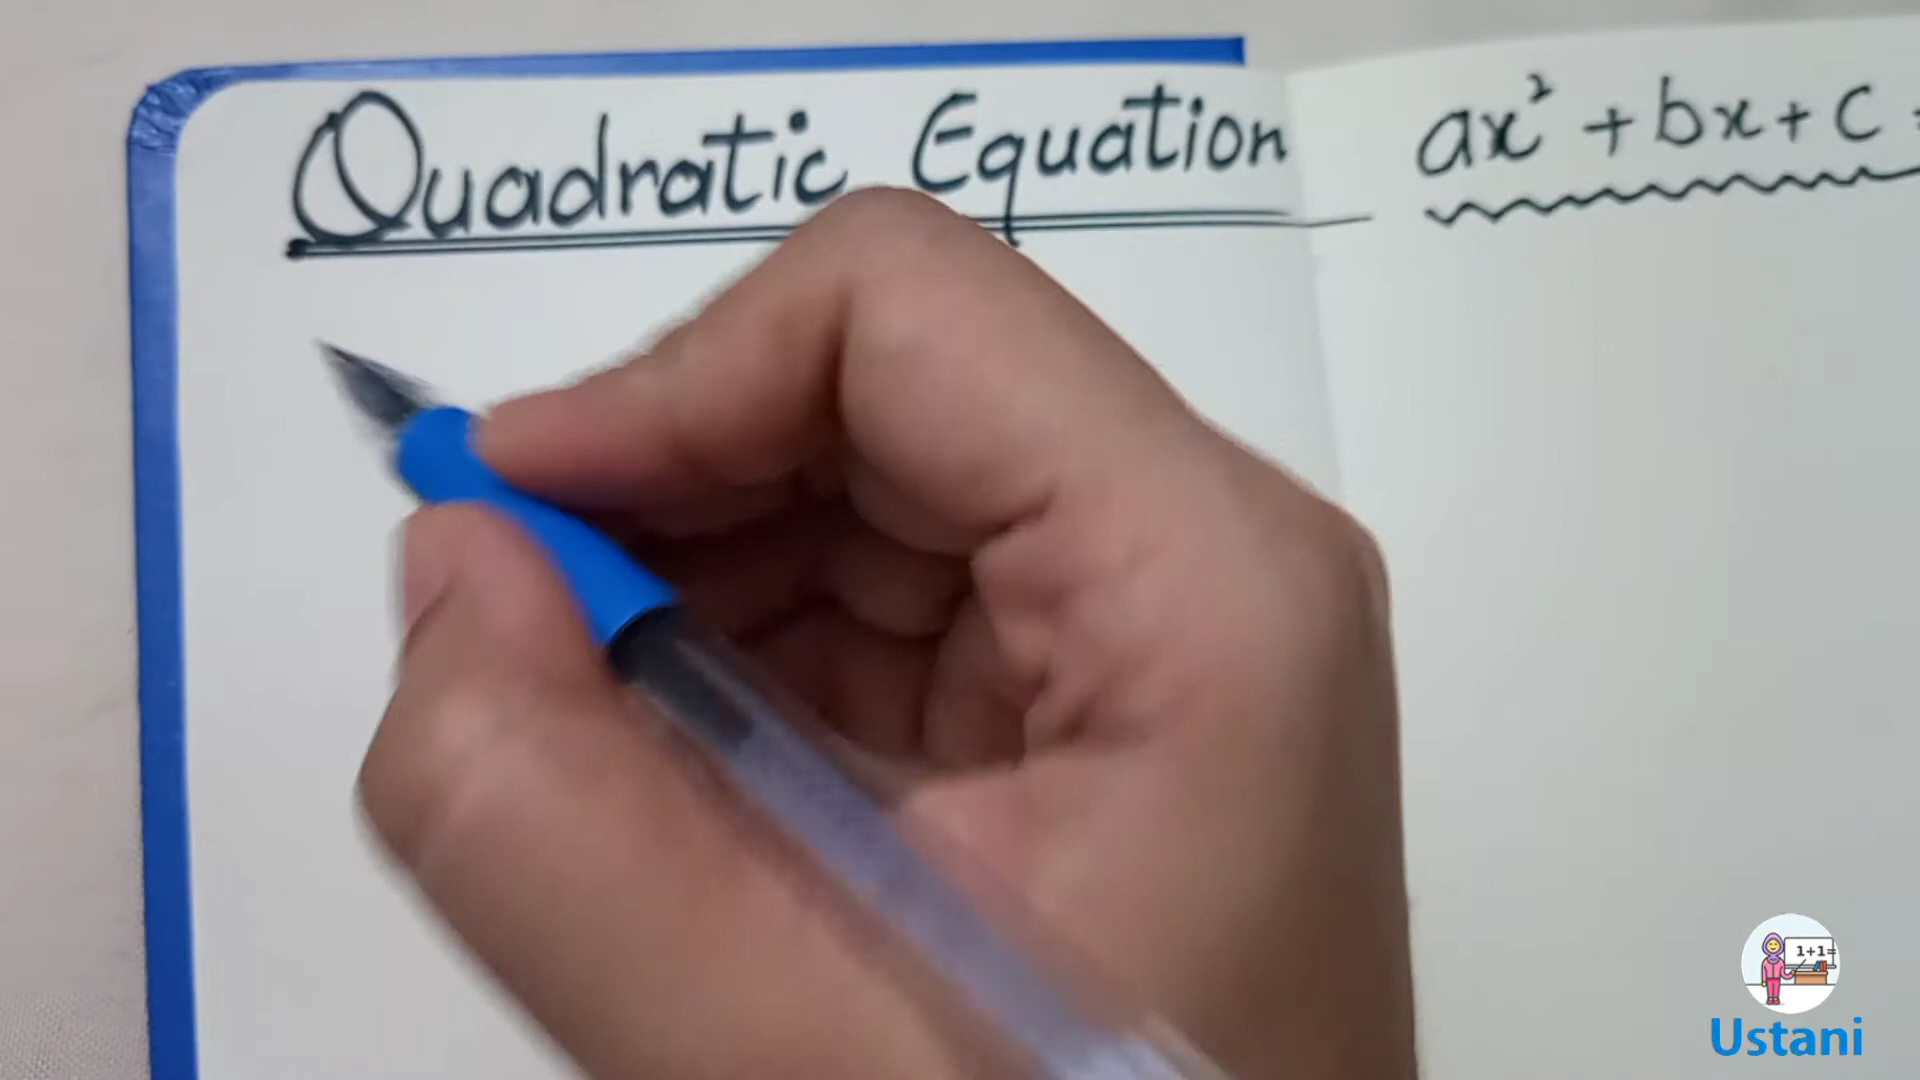 Quadratic Equation ax² + bx + c =
1+1=
Ustani